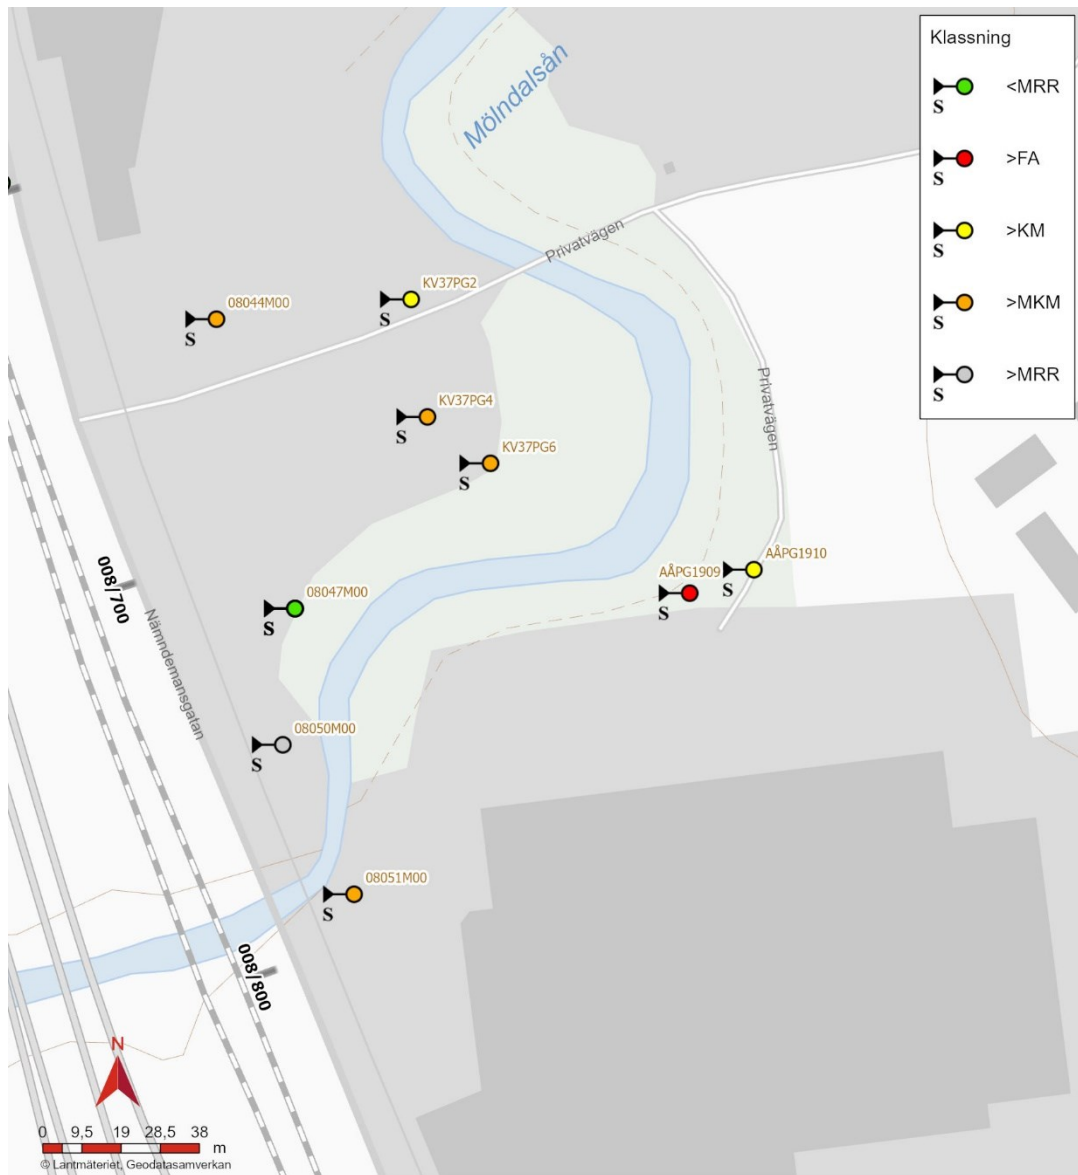 Klassning
S <MRR
S >FA
S >KM
S >MKM
S >MRR
Mölndalsån
Privatvägen
KV37PG2
S
08044M00
S
Privatvägen
KV37PG4
S
KV37PG6
S
008/700
AÅPG1910
S
AÅPG1909
S
08047M00
S
Nämndemansgatan
08050M00
S
08051M00
S
008/800
N
0 9,5 19 28,5 38
m
© Lantmäteriet, Geodatasamverkan